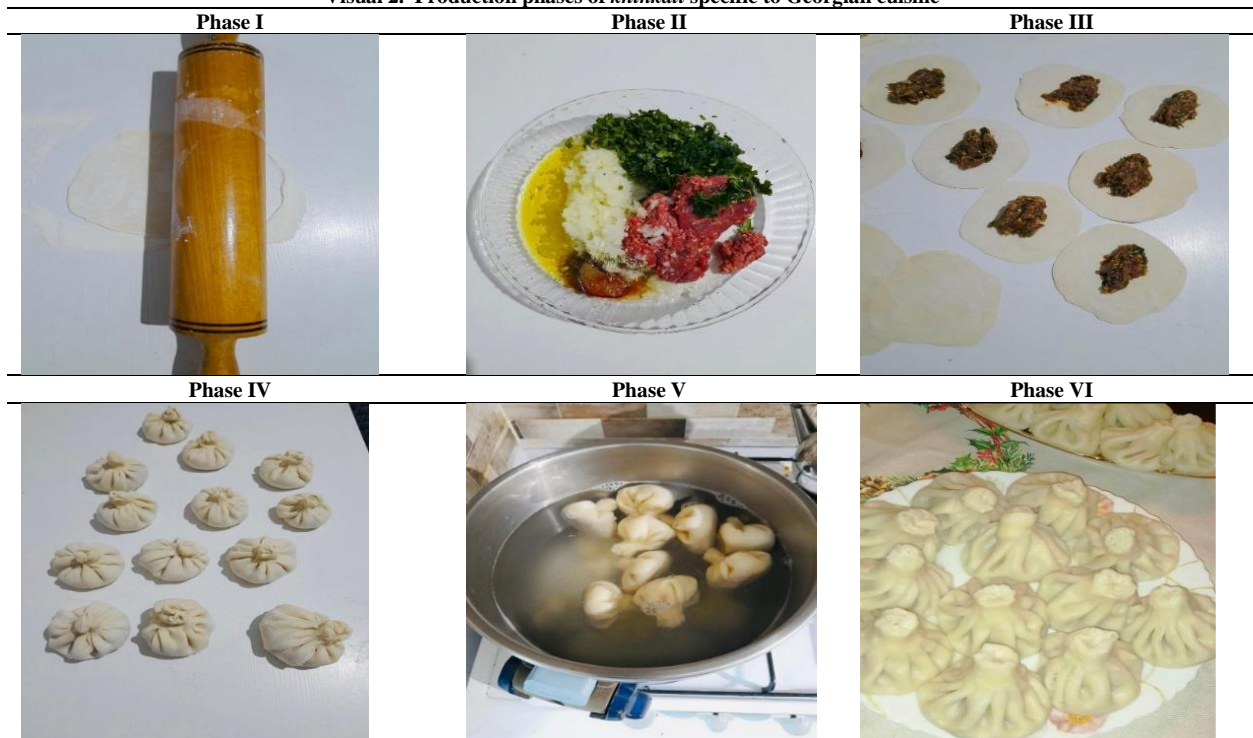 Visual 2. Production phases of khinkali specific to Georgian cuisine
Phase I Phase II Phase III
Phase IV Phase V Phase VI